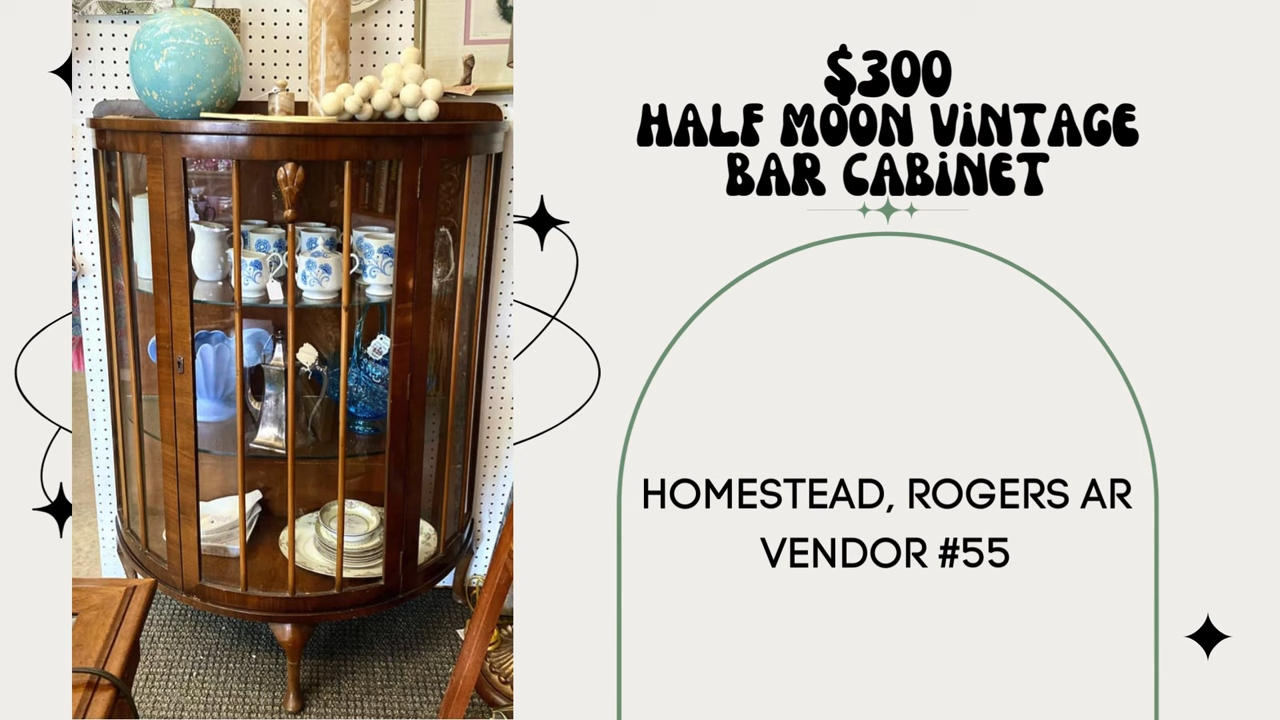 $300
HALF MOON ViNTAGE
BAR CABiNET
HOMESTEAD, ROGERS AR
VENDOR #55